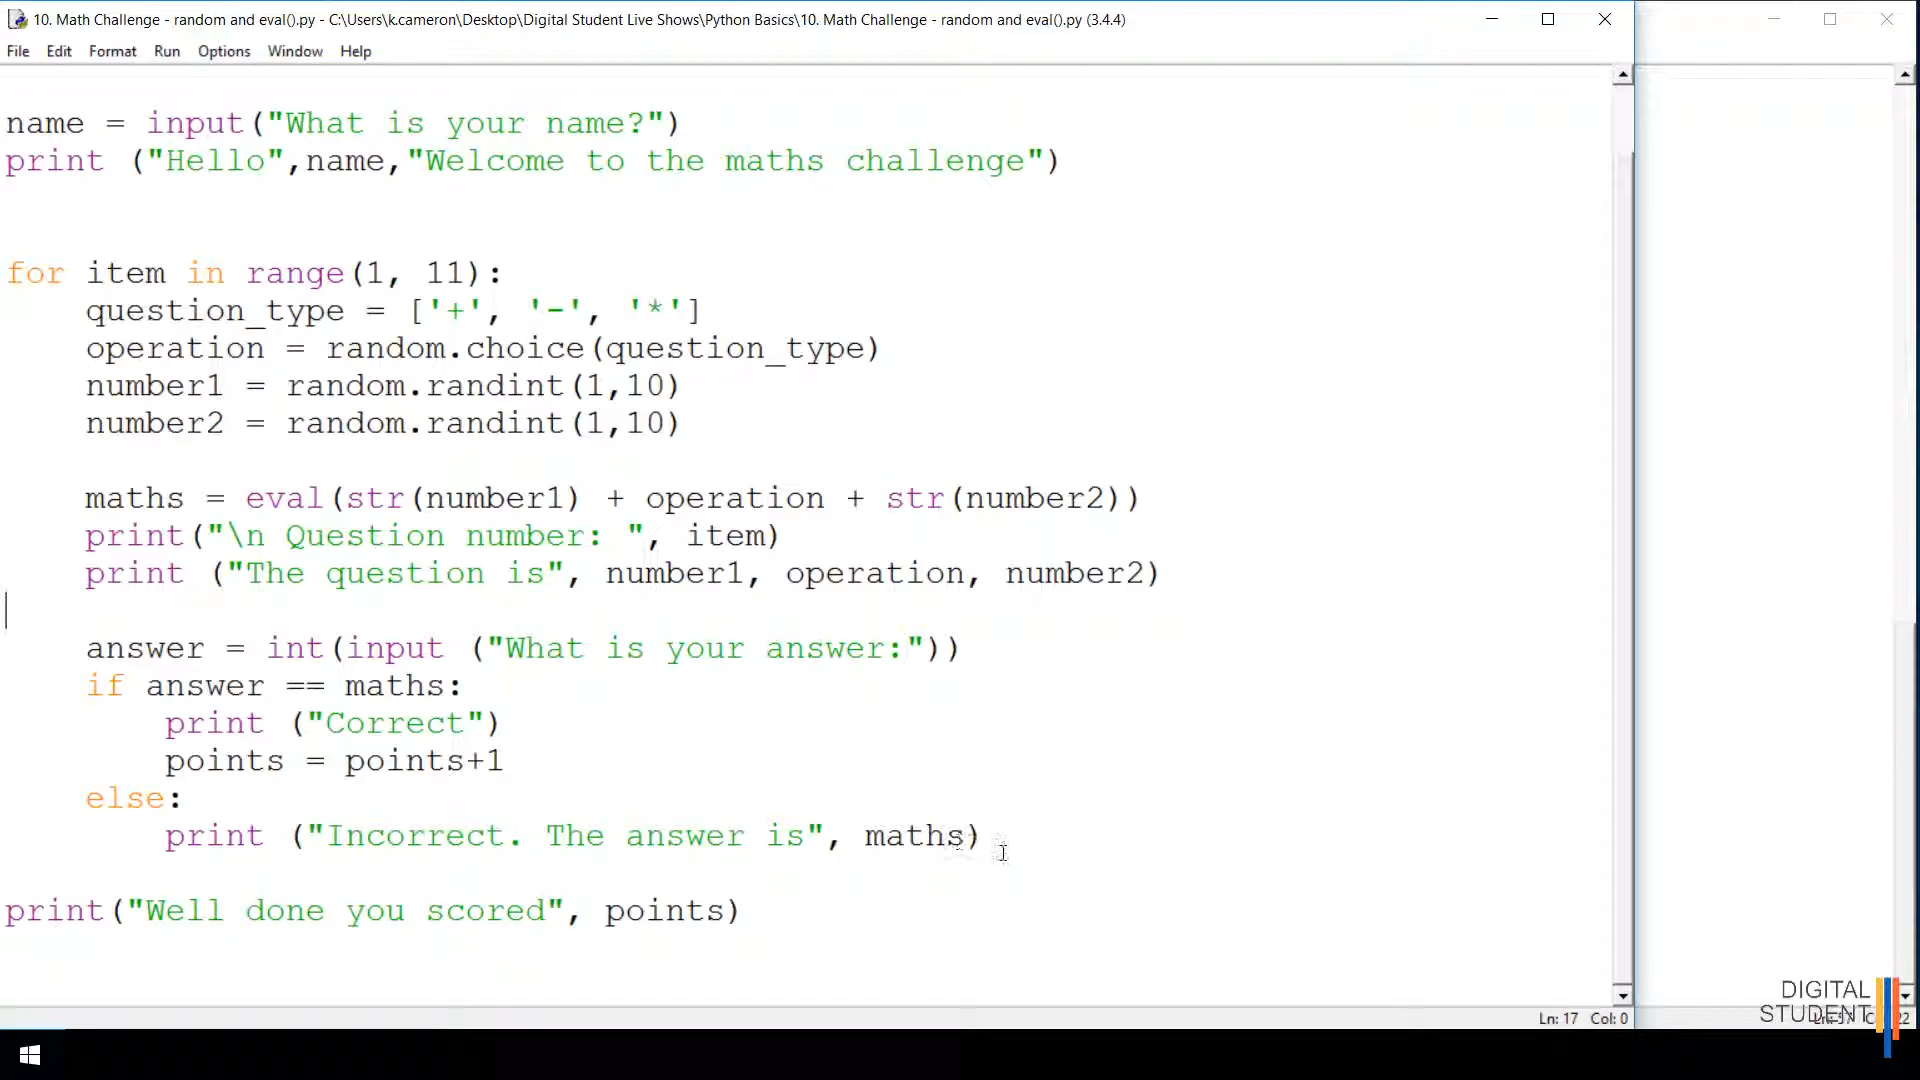 10. Math Challenge - random and eval().py - C:\Users\k.cameron\Desktop\Digital Student Live Shows\Python Basics\10. Math Challenge - random and eval().py (3.4.4)
File Edit Format Run Options Window Help
name = input("What is your name?")
print ("Hello",name,"Welcome to the maths challenge")
for item in range(1, 11):
    question_type = ['+', '-', '*']
    operation = random.choice(question_type)
    number1 = random.randint(1,10)
    number2 = random.randint(1,10)
    maths = eval(str(number1) + operation + str(number2))
    print("\n Question number: ", item)
    print ("The question is", number1, operation, number2)
    answer = int(input ("What is your answer:"))
    if answer == maths:
        print ("Correct")
        points = points+1
    else:
        print ("Incorrect. The answer is", maths)
print("Well done you scored", points)
Ln: 17 Col: 0
DIGITAL
STUDENT